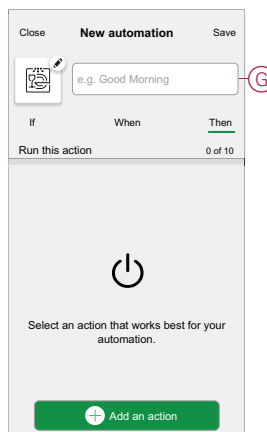 Close New automation Save
e.g. Good Morning
G
If When Then
Run this action 0 of 10
Select an action that works best for your
automation.
Add an action